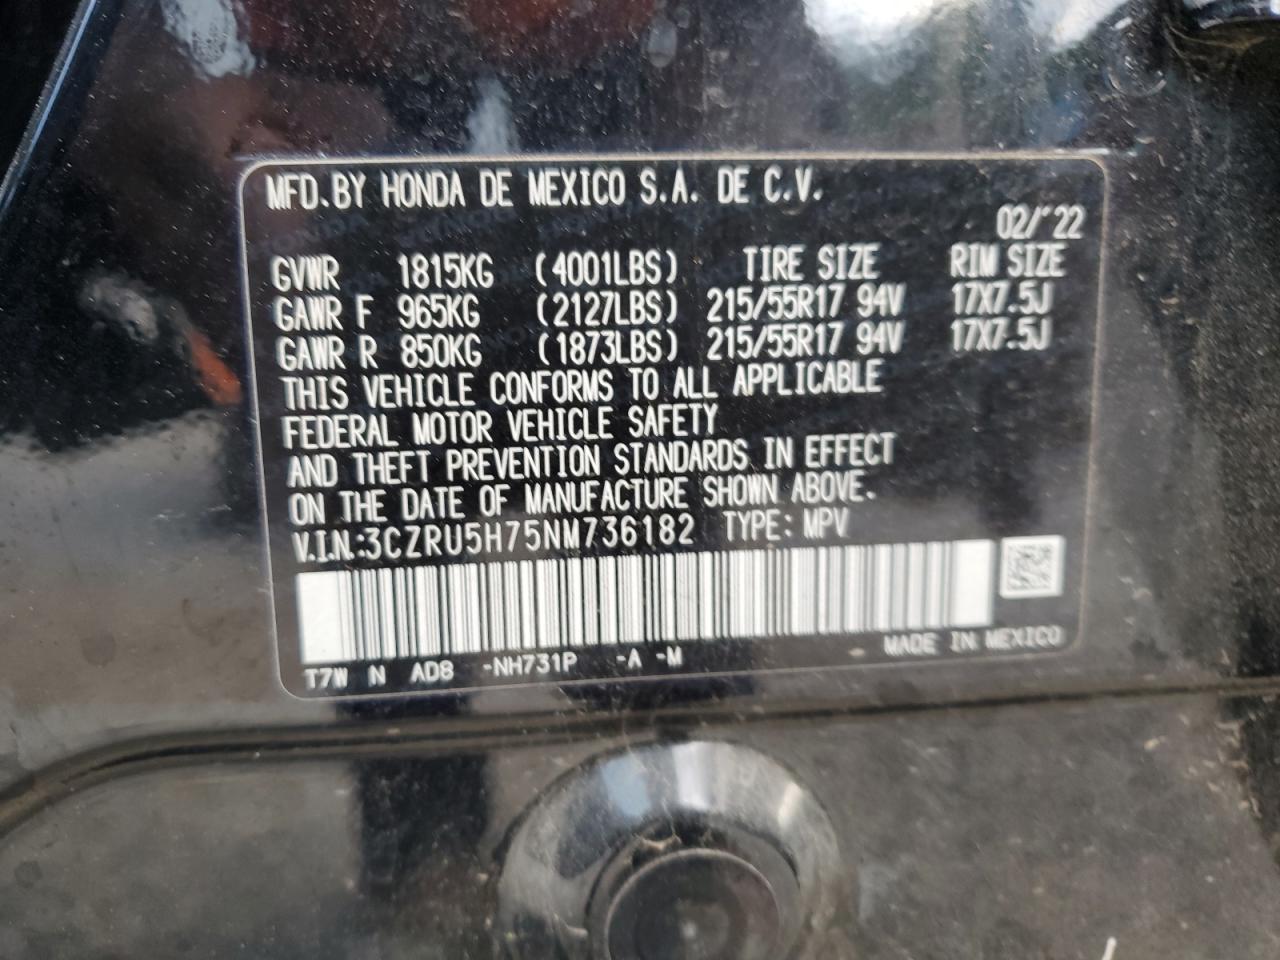 MFD.BY HONDA DE MEXICO S.A. DE C.V.
02/'22
GVWR 1815KG (4001LBS) TIRE SIZE RIM SIZE
GAWR F 965KG (2127LBS) 215/55R17 94V 17X7.5J
GAWR R 850KG (1873LBS) 215/55R17 94V 17X7.5J
THIS VEHICLE CONFORMS TO ALL APPLICABLE
FEDERAL MOTOR VEHICLE SAFETY
AND THEFT PREVENTION STANDARDS IN EFFECT
ON THE DATE OF MANUFACTURE SHOWN ABOVE.
V.I.N.:3CZRU5H75NM736182 TYPE: MPV
MADE IN MEXICO
T7W N AD8 -NH731P -A -M